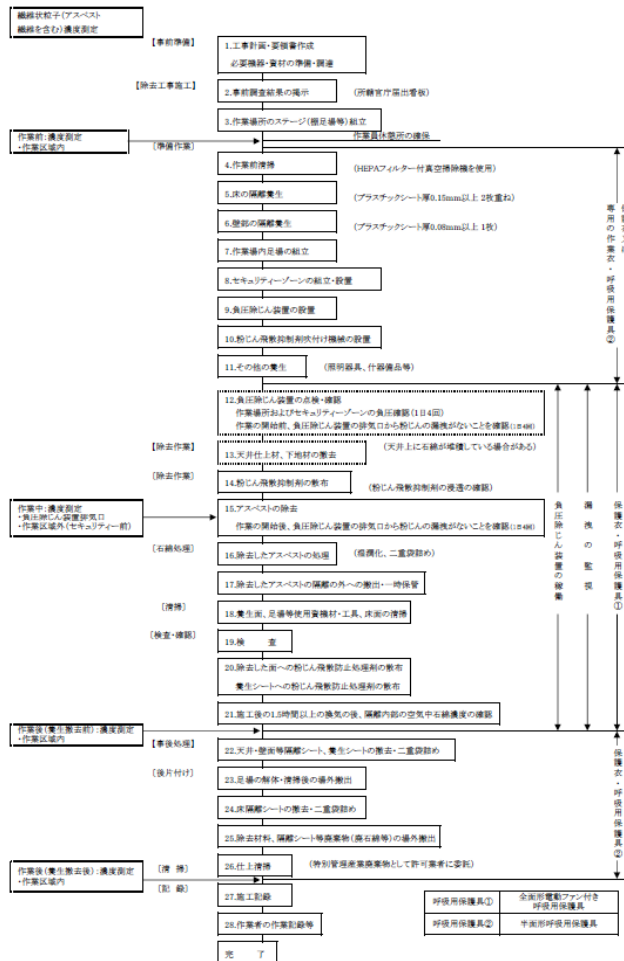 繊維状粒子(アスベスト
繊維を含む)濃度測定
【事前準備】
1.工事計画・要領書作成
必要機器・資材の準備・調達
【除去工事施工】
2.事前調査結果の掲示
(所轄官庁届出看板)
3.作業場所のステージ(棚足場等)組立
作業員休憩所の確保
作業前:濃度測定
・作業区域内
〔準備作業〕
4.作業前清掃
(HEPAフィルター付真空掃除機を使用)
5.床の隔離養生
(プラスチックシート厚0.15mm以上 2枚重ね)
6.壁部の隔離養生
(プラスチックシート厚0.08mm以上 1枚)
7.作業場内足場の組立
8.セキュリティーゾーンの組立・設置
9.負圧除じん装置の設置
10.粉じん飛散抑制剤吹付け機械の設置
11.その他の養生
(照明器具、什器備品等)
専用の作業衣・呼吸用保護具②
12.負圧除じん装置の点検・確認
作業場所およびセキュリティーゾーンの負圧確認(1日4回)
作業の開始前、負圧除じん装置の排気口から粉じんの漏洩がないことを確認(1日4回)
【除去作業】
13.天井仕上材、下地材の撤去
(天井上に石綿が堆積している場合がある)
〔除去作業〕
14.粉じん飛散抑制剤の散布
(粉じん飛散抑制剤の浸透の確認)
作業中:濃度測定
・負圧除じん装置排気口
・作業区域外(セキュリティー前)
15.アスベストの除去
作業の開始後、負圧除じん装置の排気口から粉じんの漏洩がないことを確認(1日4回)
〔石綿処理〕
16.除去したアスベストの処理
(湿潤化、二重袋詰め)
17.除去したアスベストの隔離の外への搬出・一時保管
〔清掃〕
18.養生面、足場等使用資機材・工具、床面の清掃
〔検査・確認〕
19.検 査
20.除去した面への粉じん飛散防止処理剤の散布
養生シートへの粉じん飛散防止処理剤の散布
21.施工後の1.5時間以上の換気の後、隔離内部の空気中石綿濃度の確認
負圧除じん装置の稼働
漏洩の監視
保護衣・呼吸用保護具①
作業後(養生撤去前):濃度測定
・作業区域内
【事後処理】
22.天井・壁面等隔離シート、養生シートの撤去・二重袋詰め
〔後片付け〕
23.足場の解体・清掃後の場外搬出
24.床隔離シートの撤去・二重袋詰め
25.除去材料、隔離シート等廃棄物(廃石綿等)の場外搬出
保護衣・呼吸用保護具②
作業後(養生撤去後):濃度測定
・作業区域内
〔清 掃〕
26.仕上清掃
(特別管理産業廃棄物として許可業者に委託)
〔記 録〕
27.施工記録
28.作業者の作業記録等
完 了
呼吸用保護具①
全面形電動ファン付き
呼吸用保護具
呼吸用保護具②
半面形呼吸用保護具